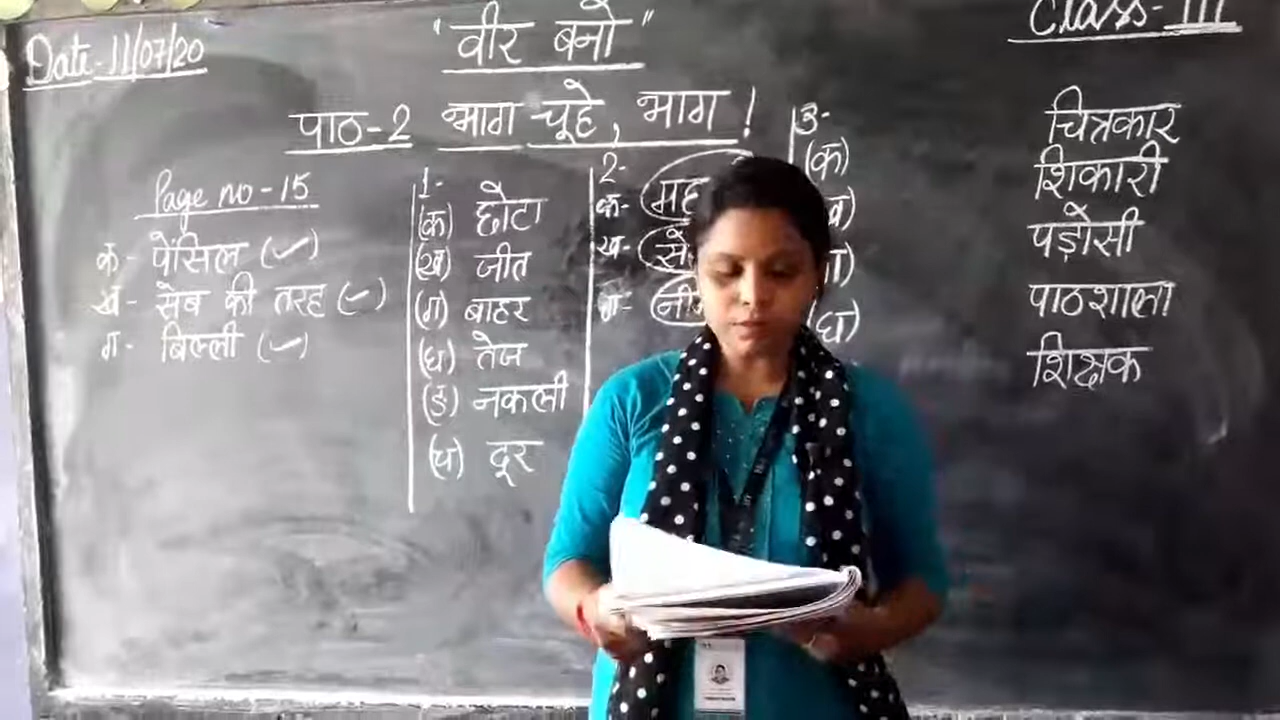 Date- 11/07/20
"वीर बनो"
Class- III
पाठ-2 भाग चूहे, भाग!
Page no -15
क- पेंसिल (✓)
ख- सेब की तरह (✓)
ग- बिल्ली (✓)
1-
(क) छोटा
(ख) जीत
(ग) बाहर
(घ) तेज
(ङ) नकली
(च) दूर
2-
क- मह
ख- से
ग- नी
3-
(क)
(घ)
चित्रकार
शिकारी
पड़ोसी
पाठशाला
शिक्षक